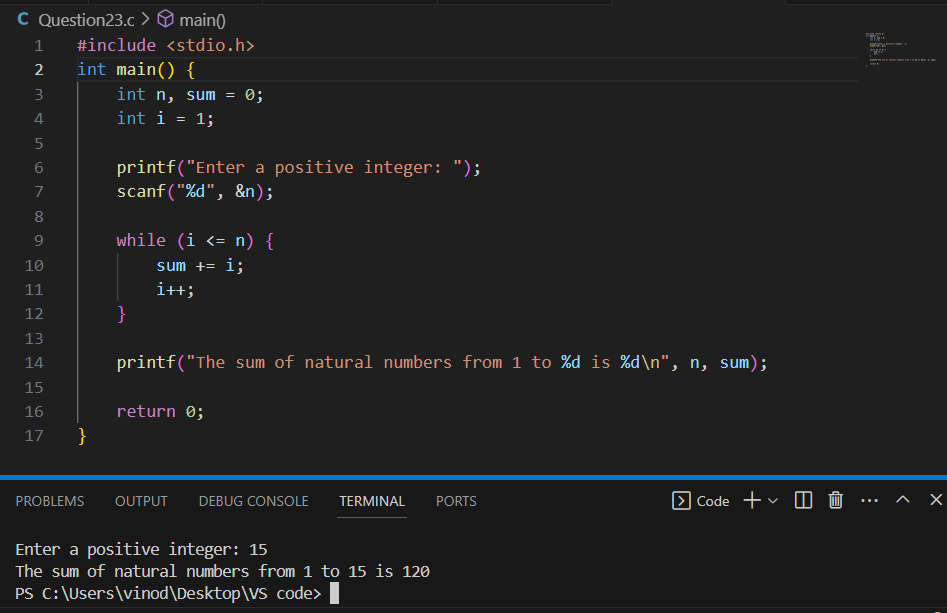 C Question23.c > main()
1 #include <stdio.h>
2 int main() {
3     int n, sum = 0;
4     int i = 1;
5
6     printf("Enter a positive integer: ");
7     scanf("%d", &n);
8
9     while (i <= n) {
10         sum += i;
11         i++;
12     }
13
14     printf("The sum of natural numbers from 1 to %d is %d\n", n, sum);
15
16     return 0;
17 }
PROBLEMS OUTPUT DEBUG CONSOLE TERMINAL PORTS Code
Enter a positive integer: 15
The sum of natural numbers from 1 to 15 is 120
PS C:\Users\vinod\Desktop\VS code>